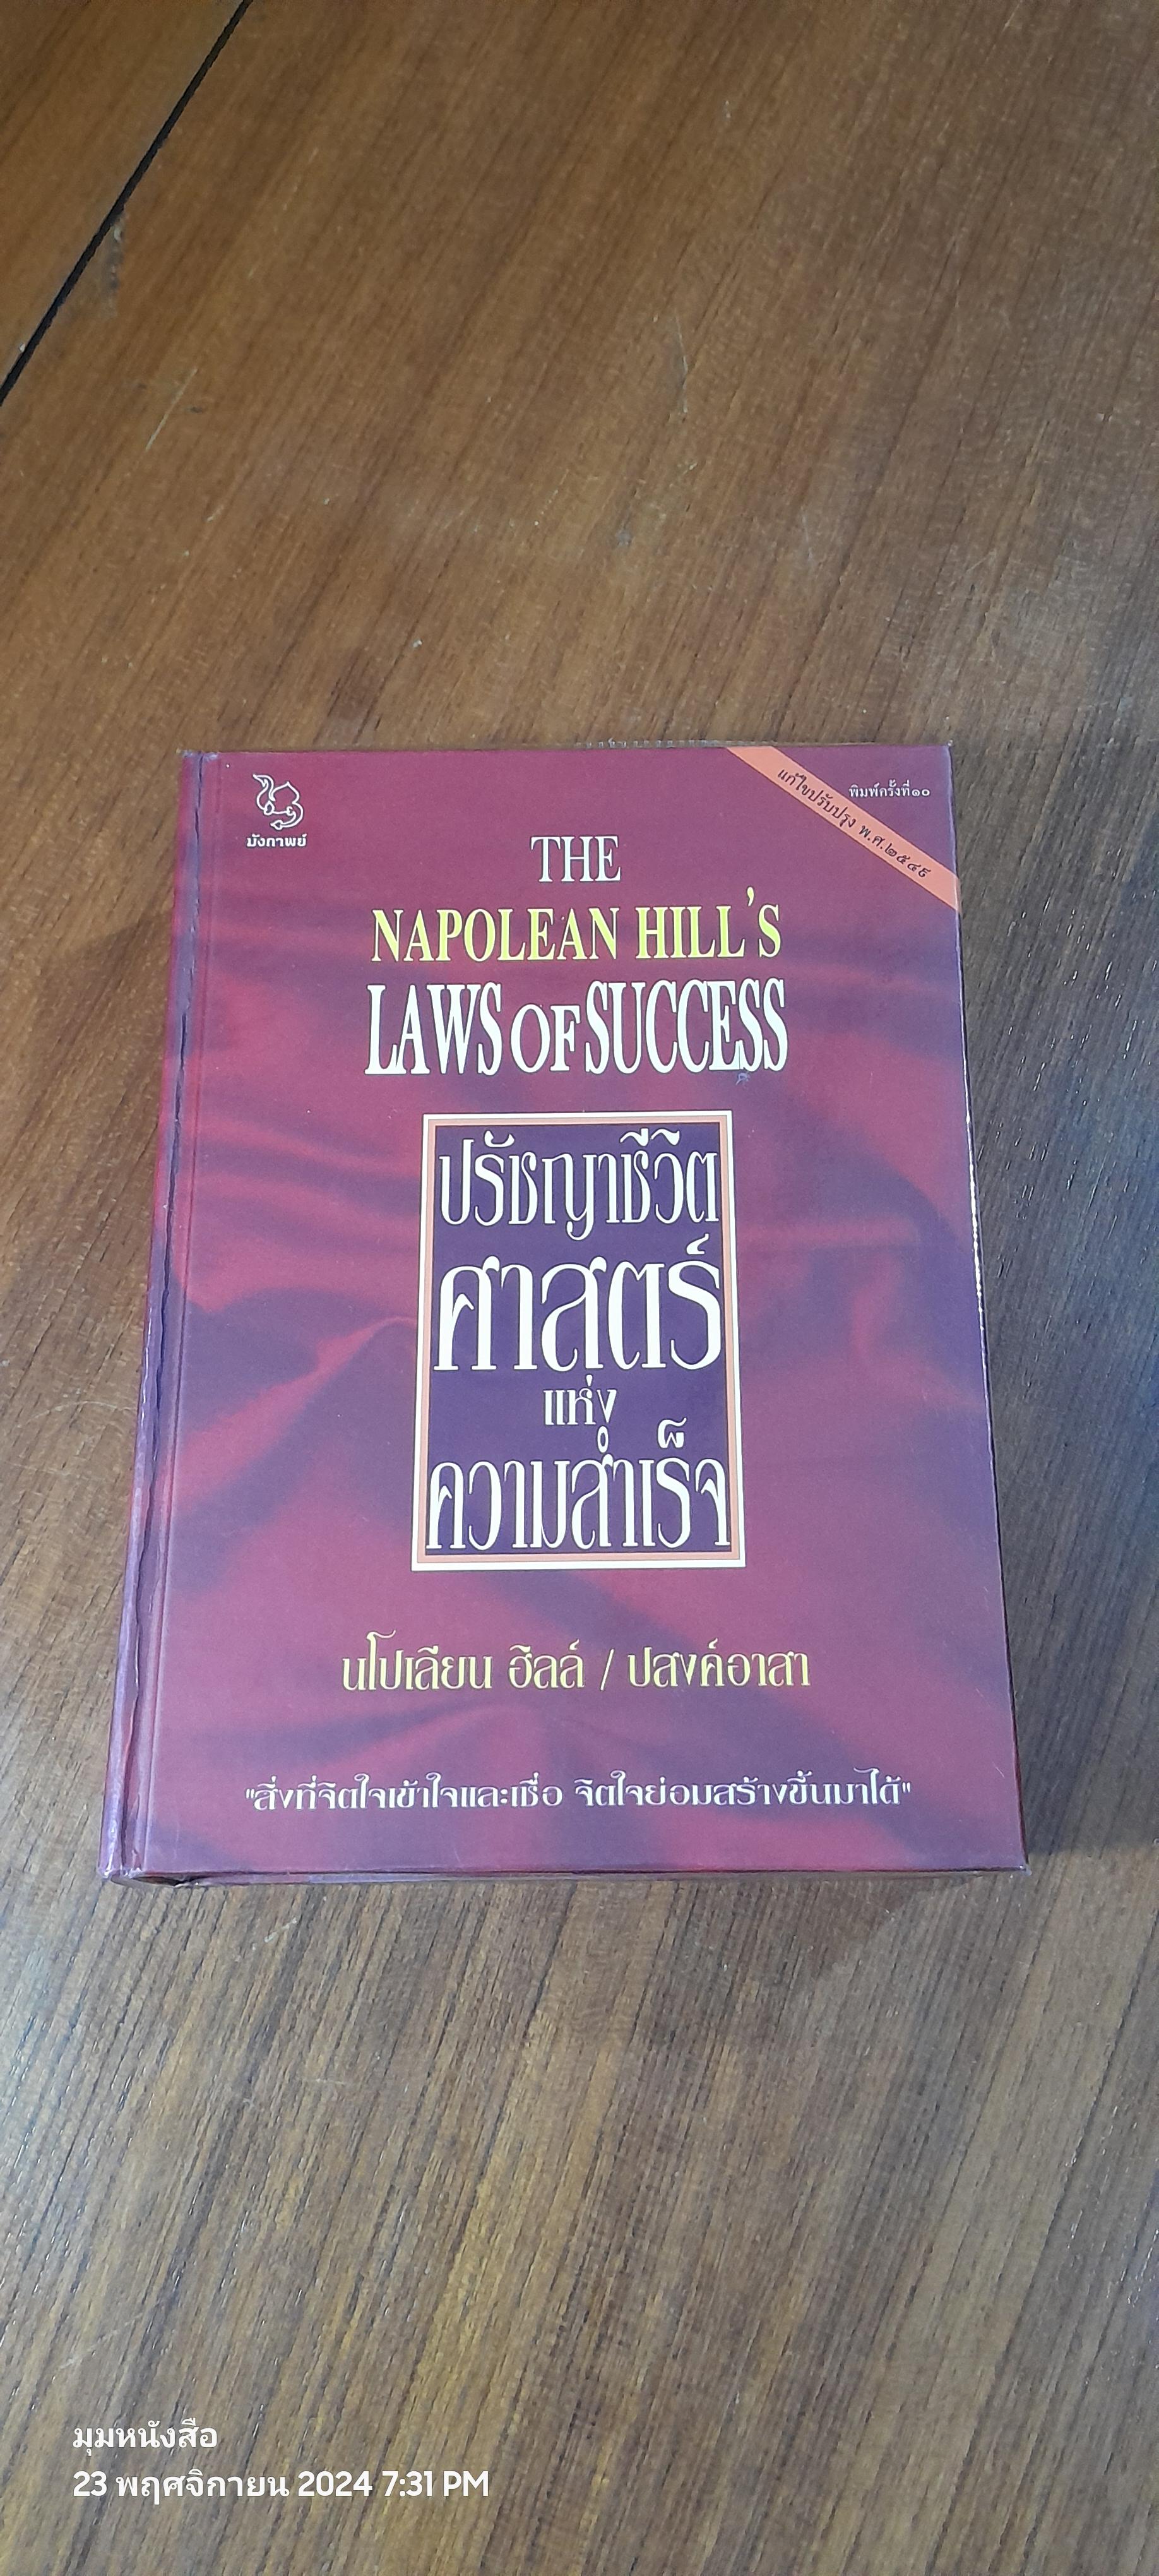 มังกาพย์
พิมพ์ครั้งที่๑๐
แก้ไขปรับปรุง พ.ศ.๒๕๔๕
THE
NAPOLEAN HILL'S
LAWS OF SUCCESS
ปรัชญาชีวิต
ศาสตร์
แห่ง
ความสำเร็จ
นโปเลียน ฮิลล์ / ปสงค์อาสา
"สิ่งที่จิตใจเข้าใจและเชื่อ จิตใจย่อมสร้างขึ้นมาได้"
มุมหนังสือ
23 พฤศจิกายน 2024 7:31 PM